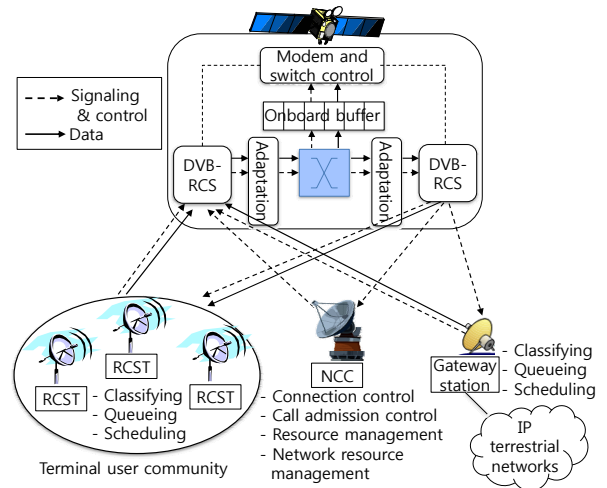 Modem and
switch control
Signaling
& control
Data
Onboard buffer
DVB-
RCS
Adaptation
Adaptation
DVB-
RCS
RCST
RCST
RCST
- Classifying
- Queueing
- Scheduling
Terminal user community
NCC
- Connection control
- Call admission control
- Resource management
- Network resource
management
Gateway
station
- Classifying
- Queueing
- Scheduling
IP
terrestrial
networks